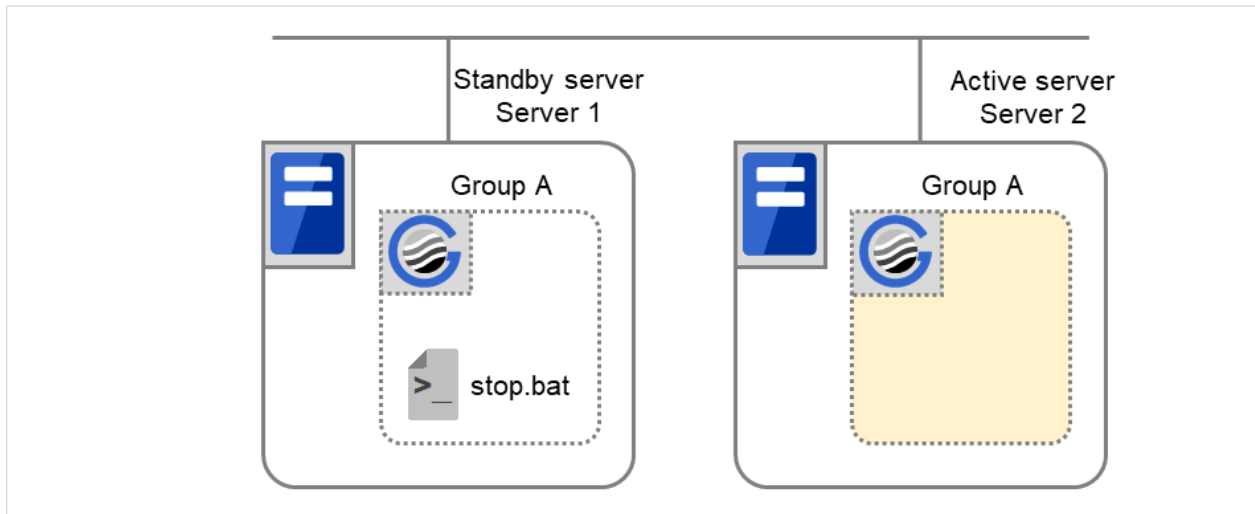 Standby server
Server 1
Group A
>_ stop.bat
Active server
Server 2
Group A